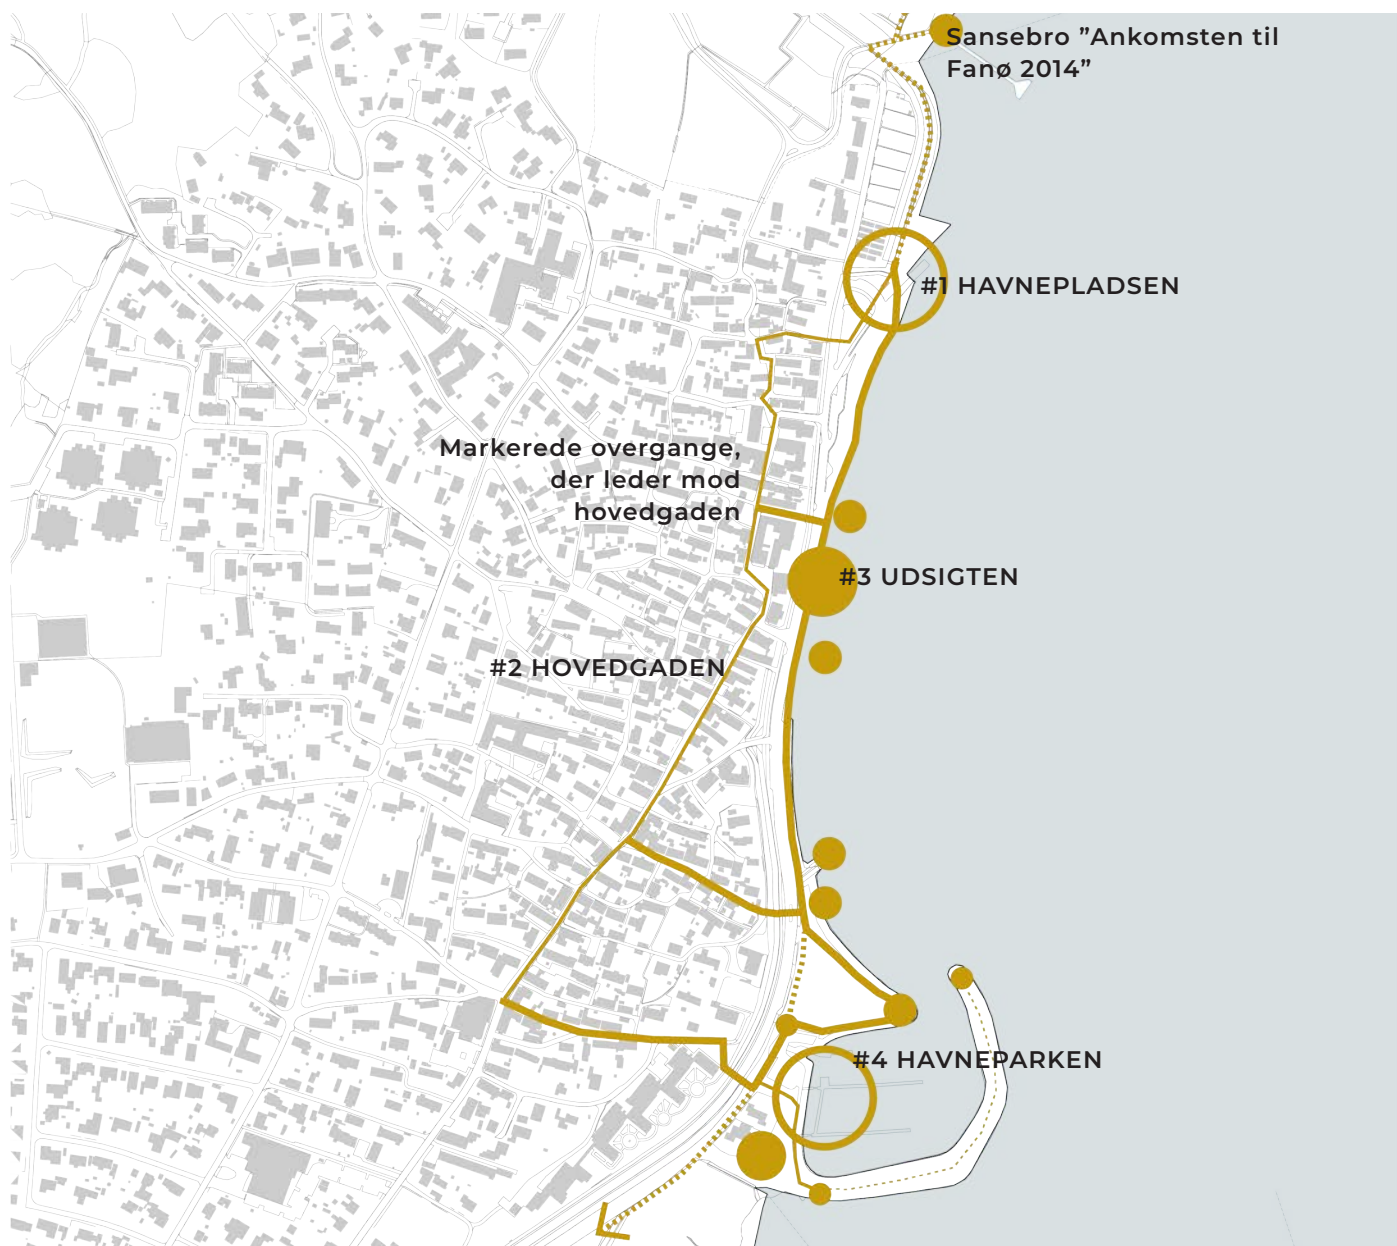 Sansebro ”Ankomsten til
Fanø 2014”
#1 HAVNEPLADSEN
Markerede overgange,
der leder mod
hovedgaden
#3 UDSIGTEN
#2 HOVEDGADEN
#4 HAVNEPARKEN